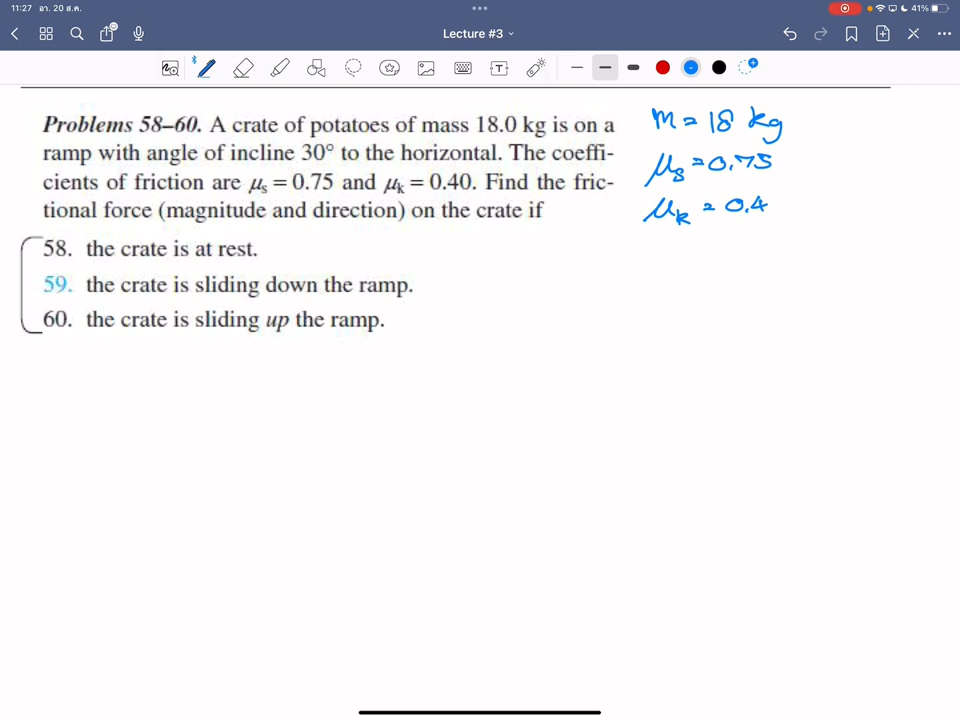 11:27 อา. 20 ส.ค.
41%
Lecture #3
Problems 58–60. A crate of potatoes of mass 18.0 kg is on a
ramp with angle of incline 30° to the horizontal. The coeffi-
cients of friction are μs = 0.75 and μk = 0.40. Find the fric-
tional force (magnitude and direction) on the crate if
58. the crate is at rest.
59. the crate is sliding down the ramp.
60. the crate is sliding up the ramp.
m = 18 kg
μs = 0.75
μk = 0.4